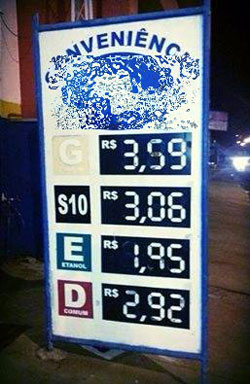 CONVENIÊNC
G R$ 3,59
S10 R$ 3,06
E ETANOL R$ 1,95
D COMUM R$ 2,92